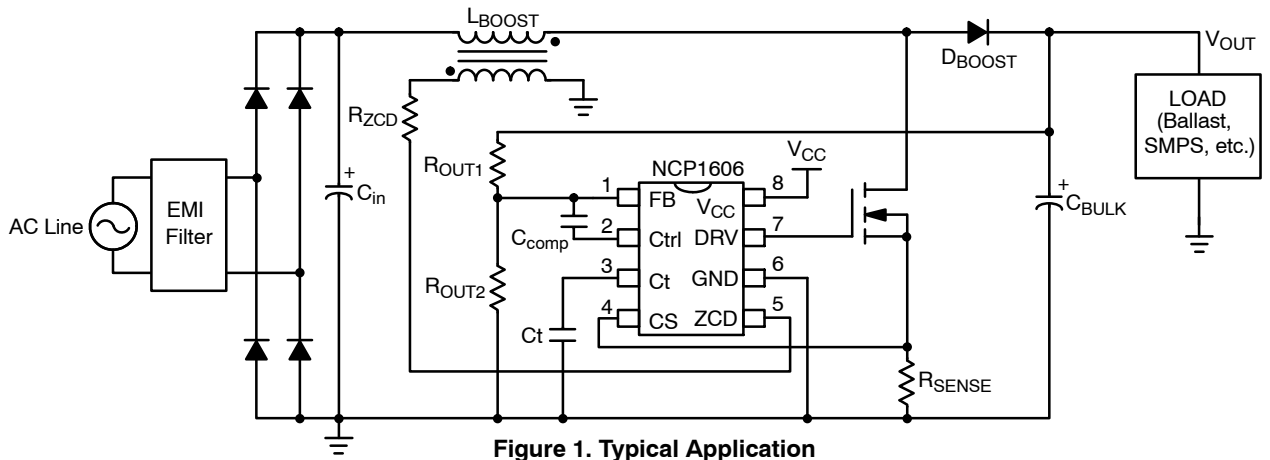 L_BOOST
D_BOOST
V_OUT
LOAD
(Ballast,
SMPS, etc.)
R_ZCD
R_OUT1
NCP1606
V_CC
AC Line
EMI
Filter
+
C_in
C_comp
1
FB
2
Ctrl
3
Ct
4
CS
8
V_CC
7
DRV
6
GND
5
ZCD
+
C_BULK
R_OUT2
Ct
R_SENSE
Figure 1. Typical Application